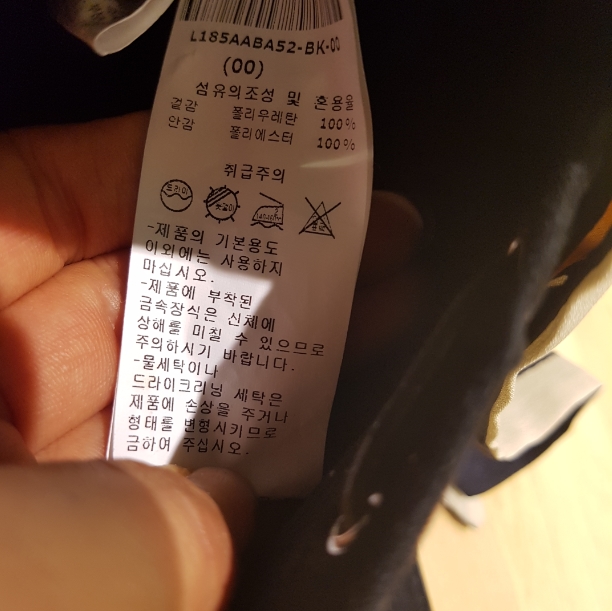 L185AABA52-BK-00
(00)
섬유의조성 및 혼용율
겉감 폴리우레탄 100%
안감 폴리에스터 100%
취급주의
드라이
-제품의 기본용도
이외에는 사용하지
마십시오.
-제품에 부착된
금속장식은 신체에
상해를 미칠 수 있으므로
주의하시기 바랍니다.
-물세탁이나
드라이크리닝 세탁은
제품에 손상을 주거나
형태를 변형시키므로
금하여 주십시오.